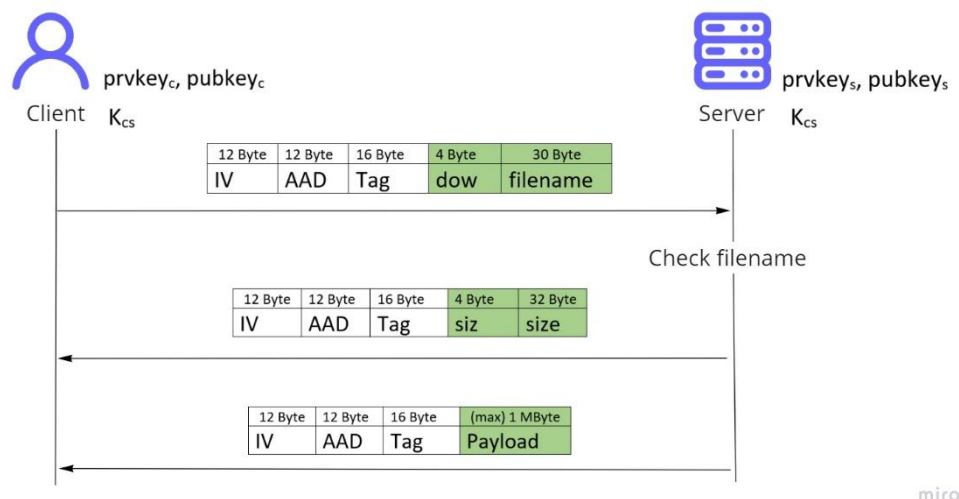 prvkeyc, pubkeyc
prvkeys, pubkeys
Client Kcs
Server Kcs
12 Byte 12 Byte 16 Byte 4 Byte 30 Byte
IV AAD Tag dow filename
Check filename
12 Byte 12 Byte 16 Byte 4 Byte 32 Byte
IV AAD Tag siz size
12 Byte 12 Byte 16 Byte (max) 1 MByte
IV AAD Tag Payload
miro